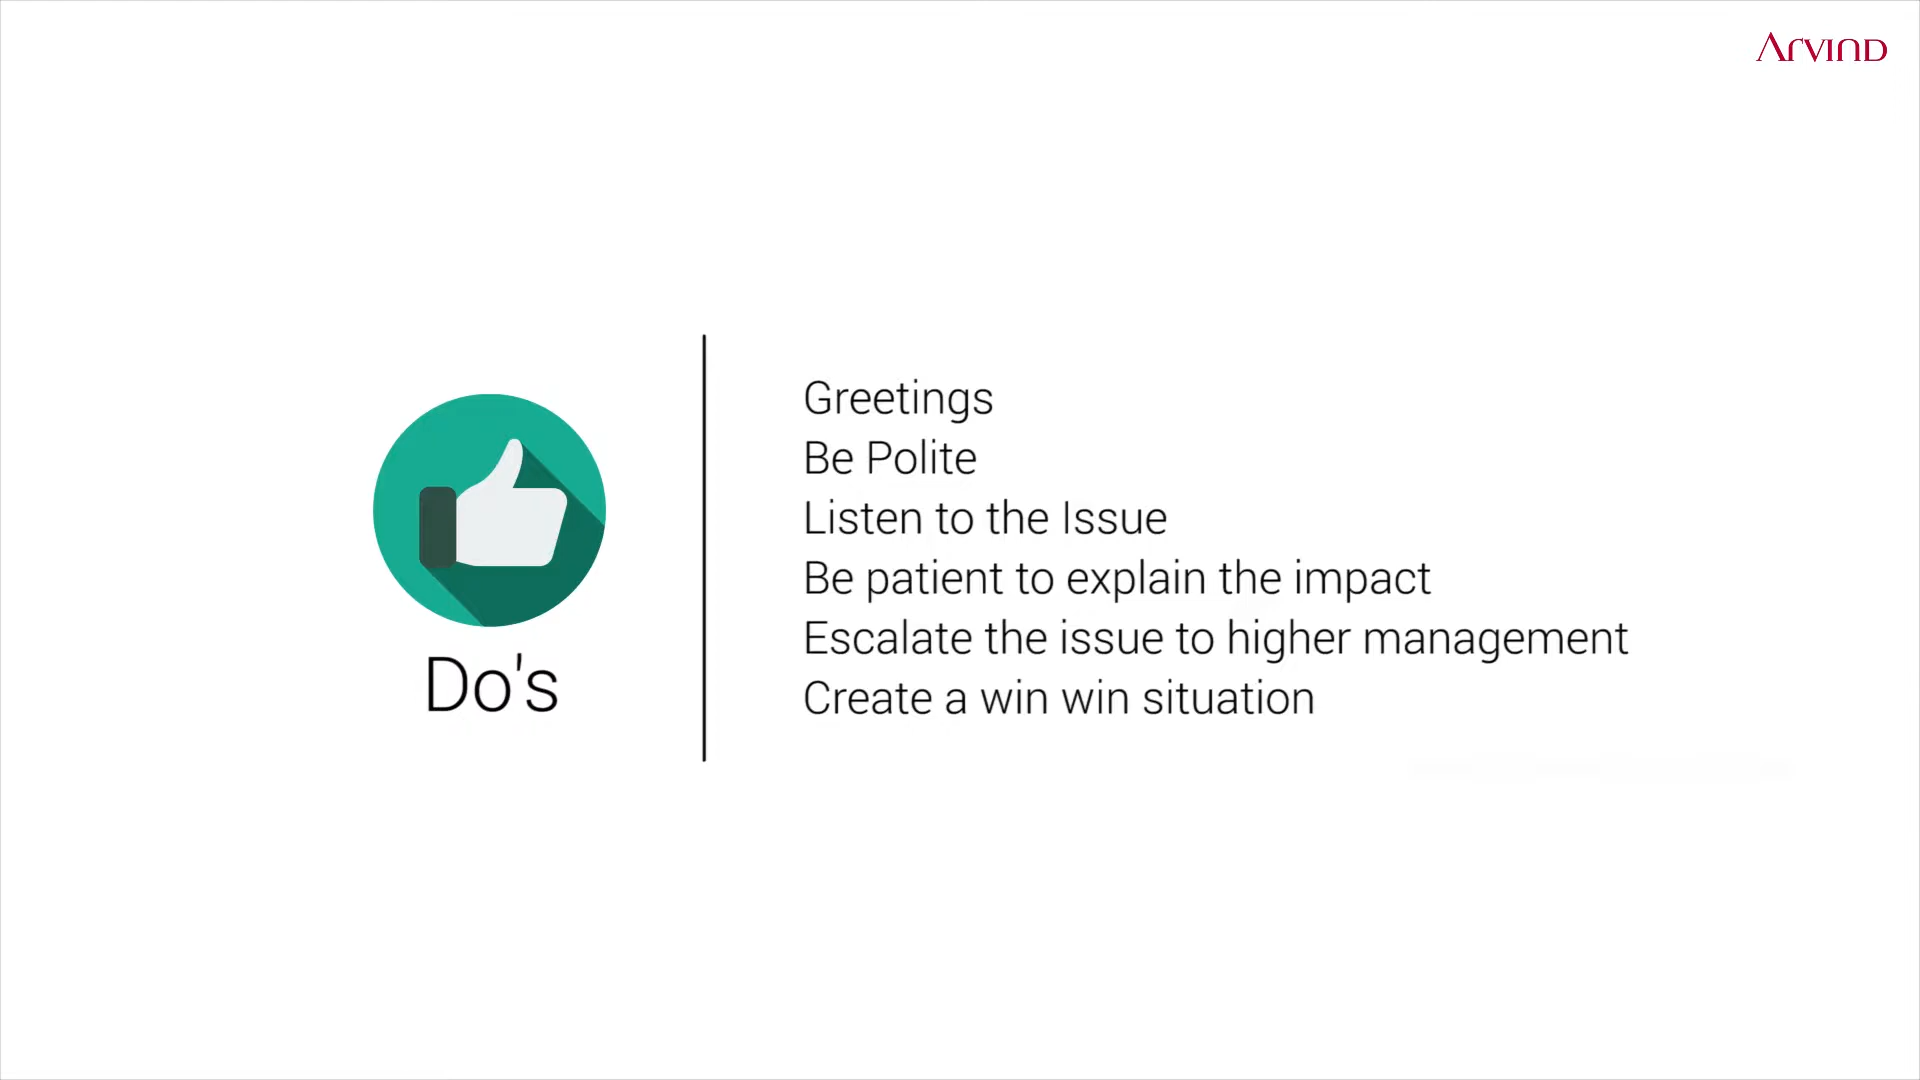 Arvind
Do's
Greetings
Be Polite
Listen to the Issue
Be patient to explain the impact
Escalate the issue to higher management
Create a win win situation